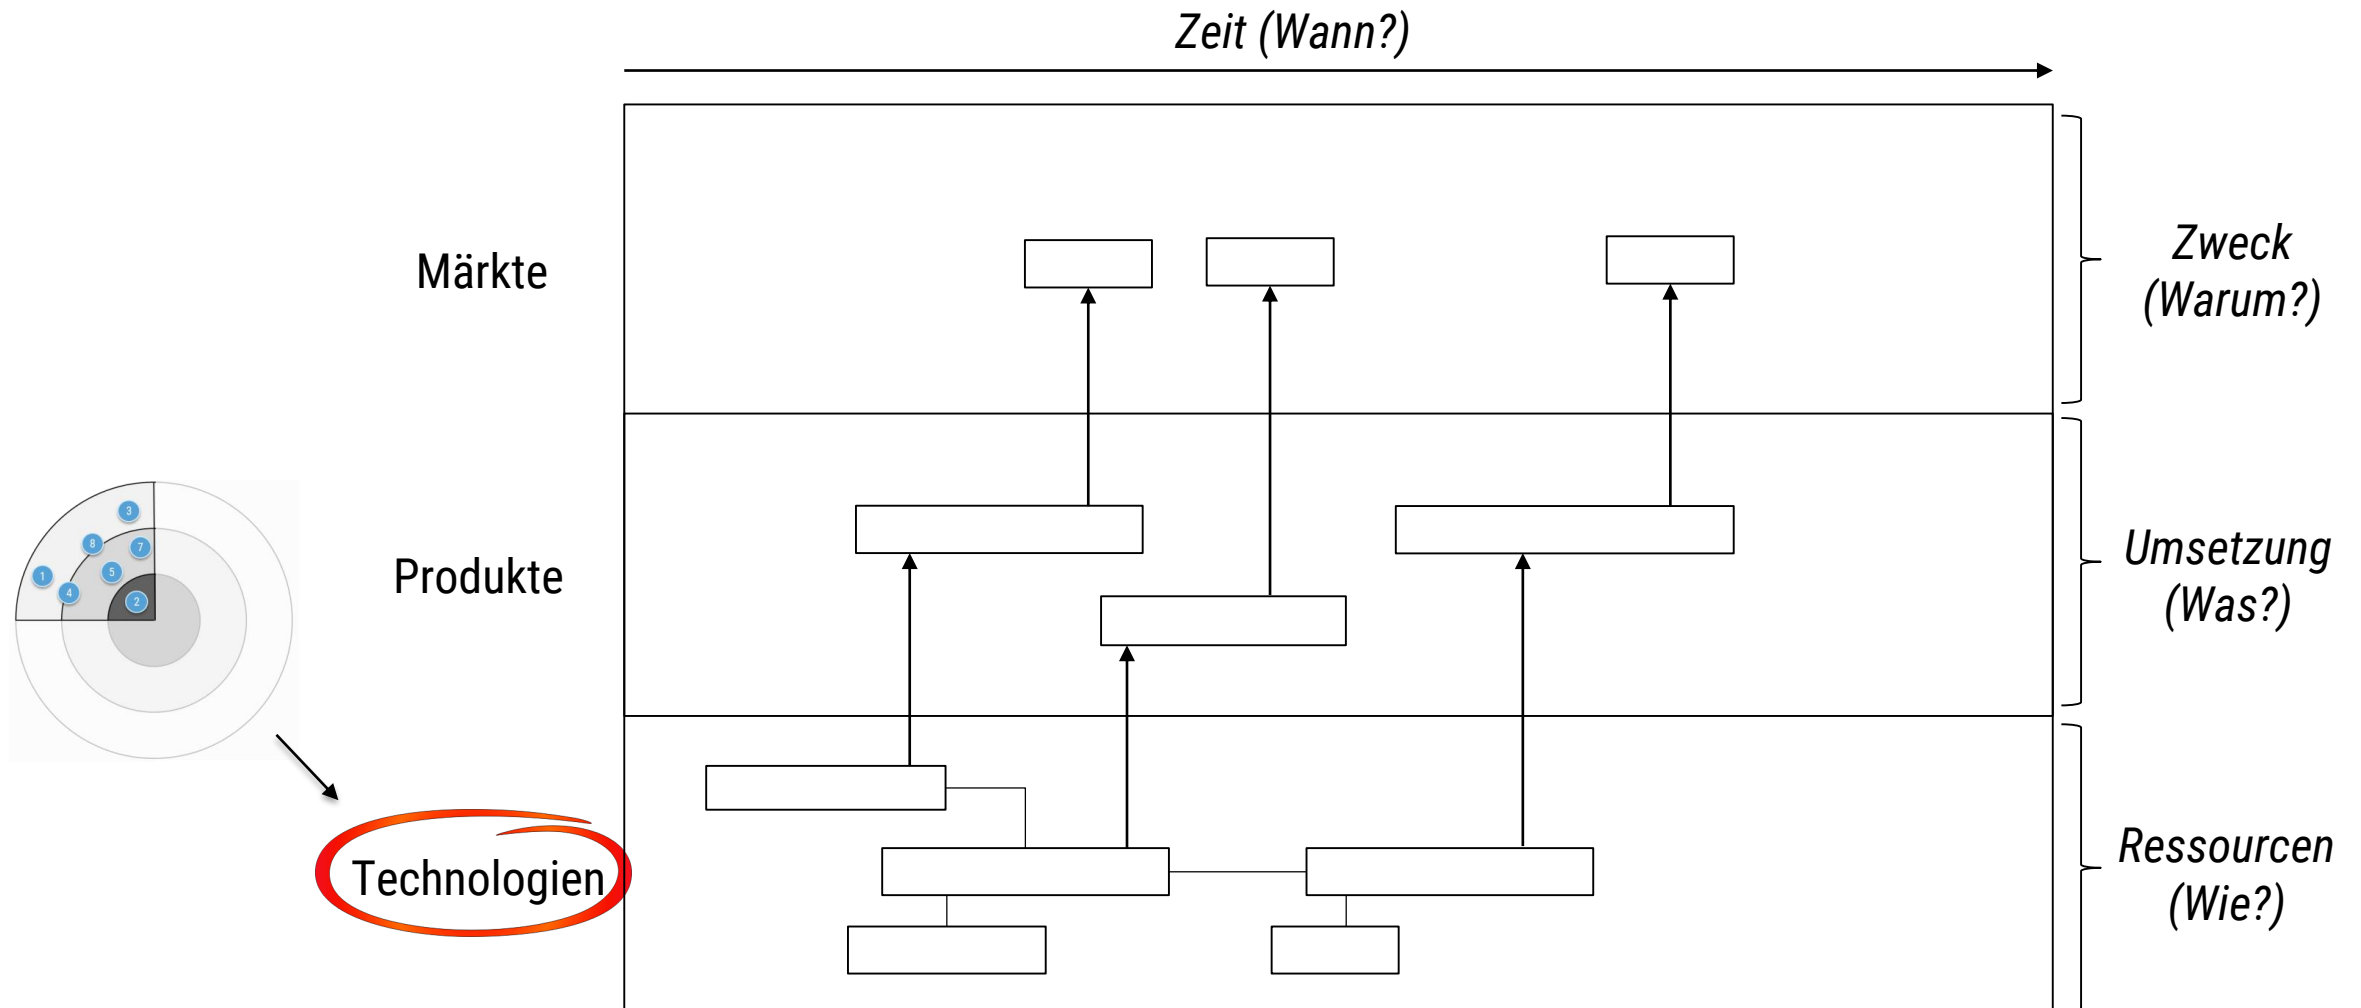 Zeit (Wann?)
Märkte
Zweck
(Warum?)
3
8
7
5
1
4
2
Produkte
Umsetzung
(Was?)
Technologien
Ressourcen
(Wie?)